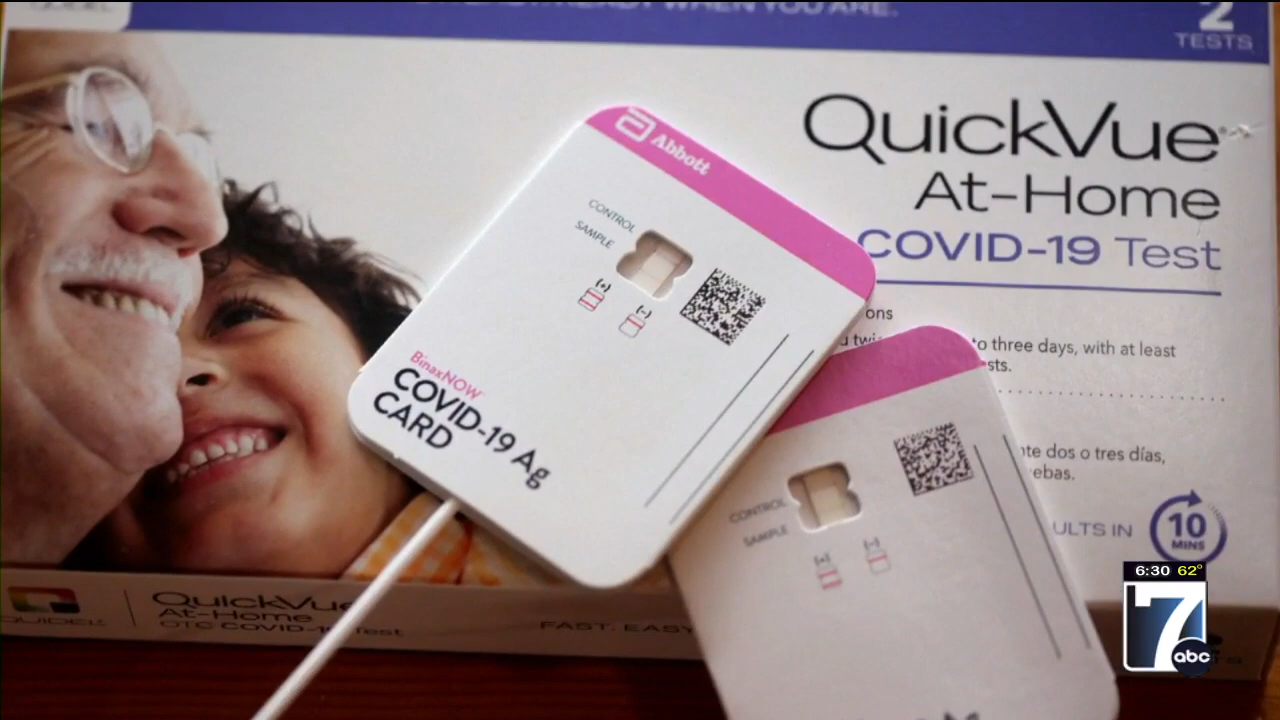 WHEN YOU ARE.
2
TESTS
QuickVue
At-Home
COVID-19 Test
ons
to three days, with at least
sts.
nte dos o tres días,
ebas.
ULTS IN
10
MINS
Abbott
CONTROL
SAMPLE
(+)
(-)
BinaxNOW
COVID-19 Ag
CARD
CONTROL
SAMPLE
(+)
(-)
QUIDEL
QuickVue
At-Home
OTC COVID-19 Test
FAST. EASY
6:30 62°
7
abc